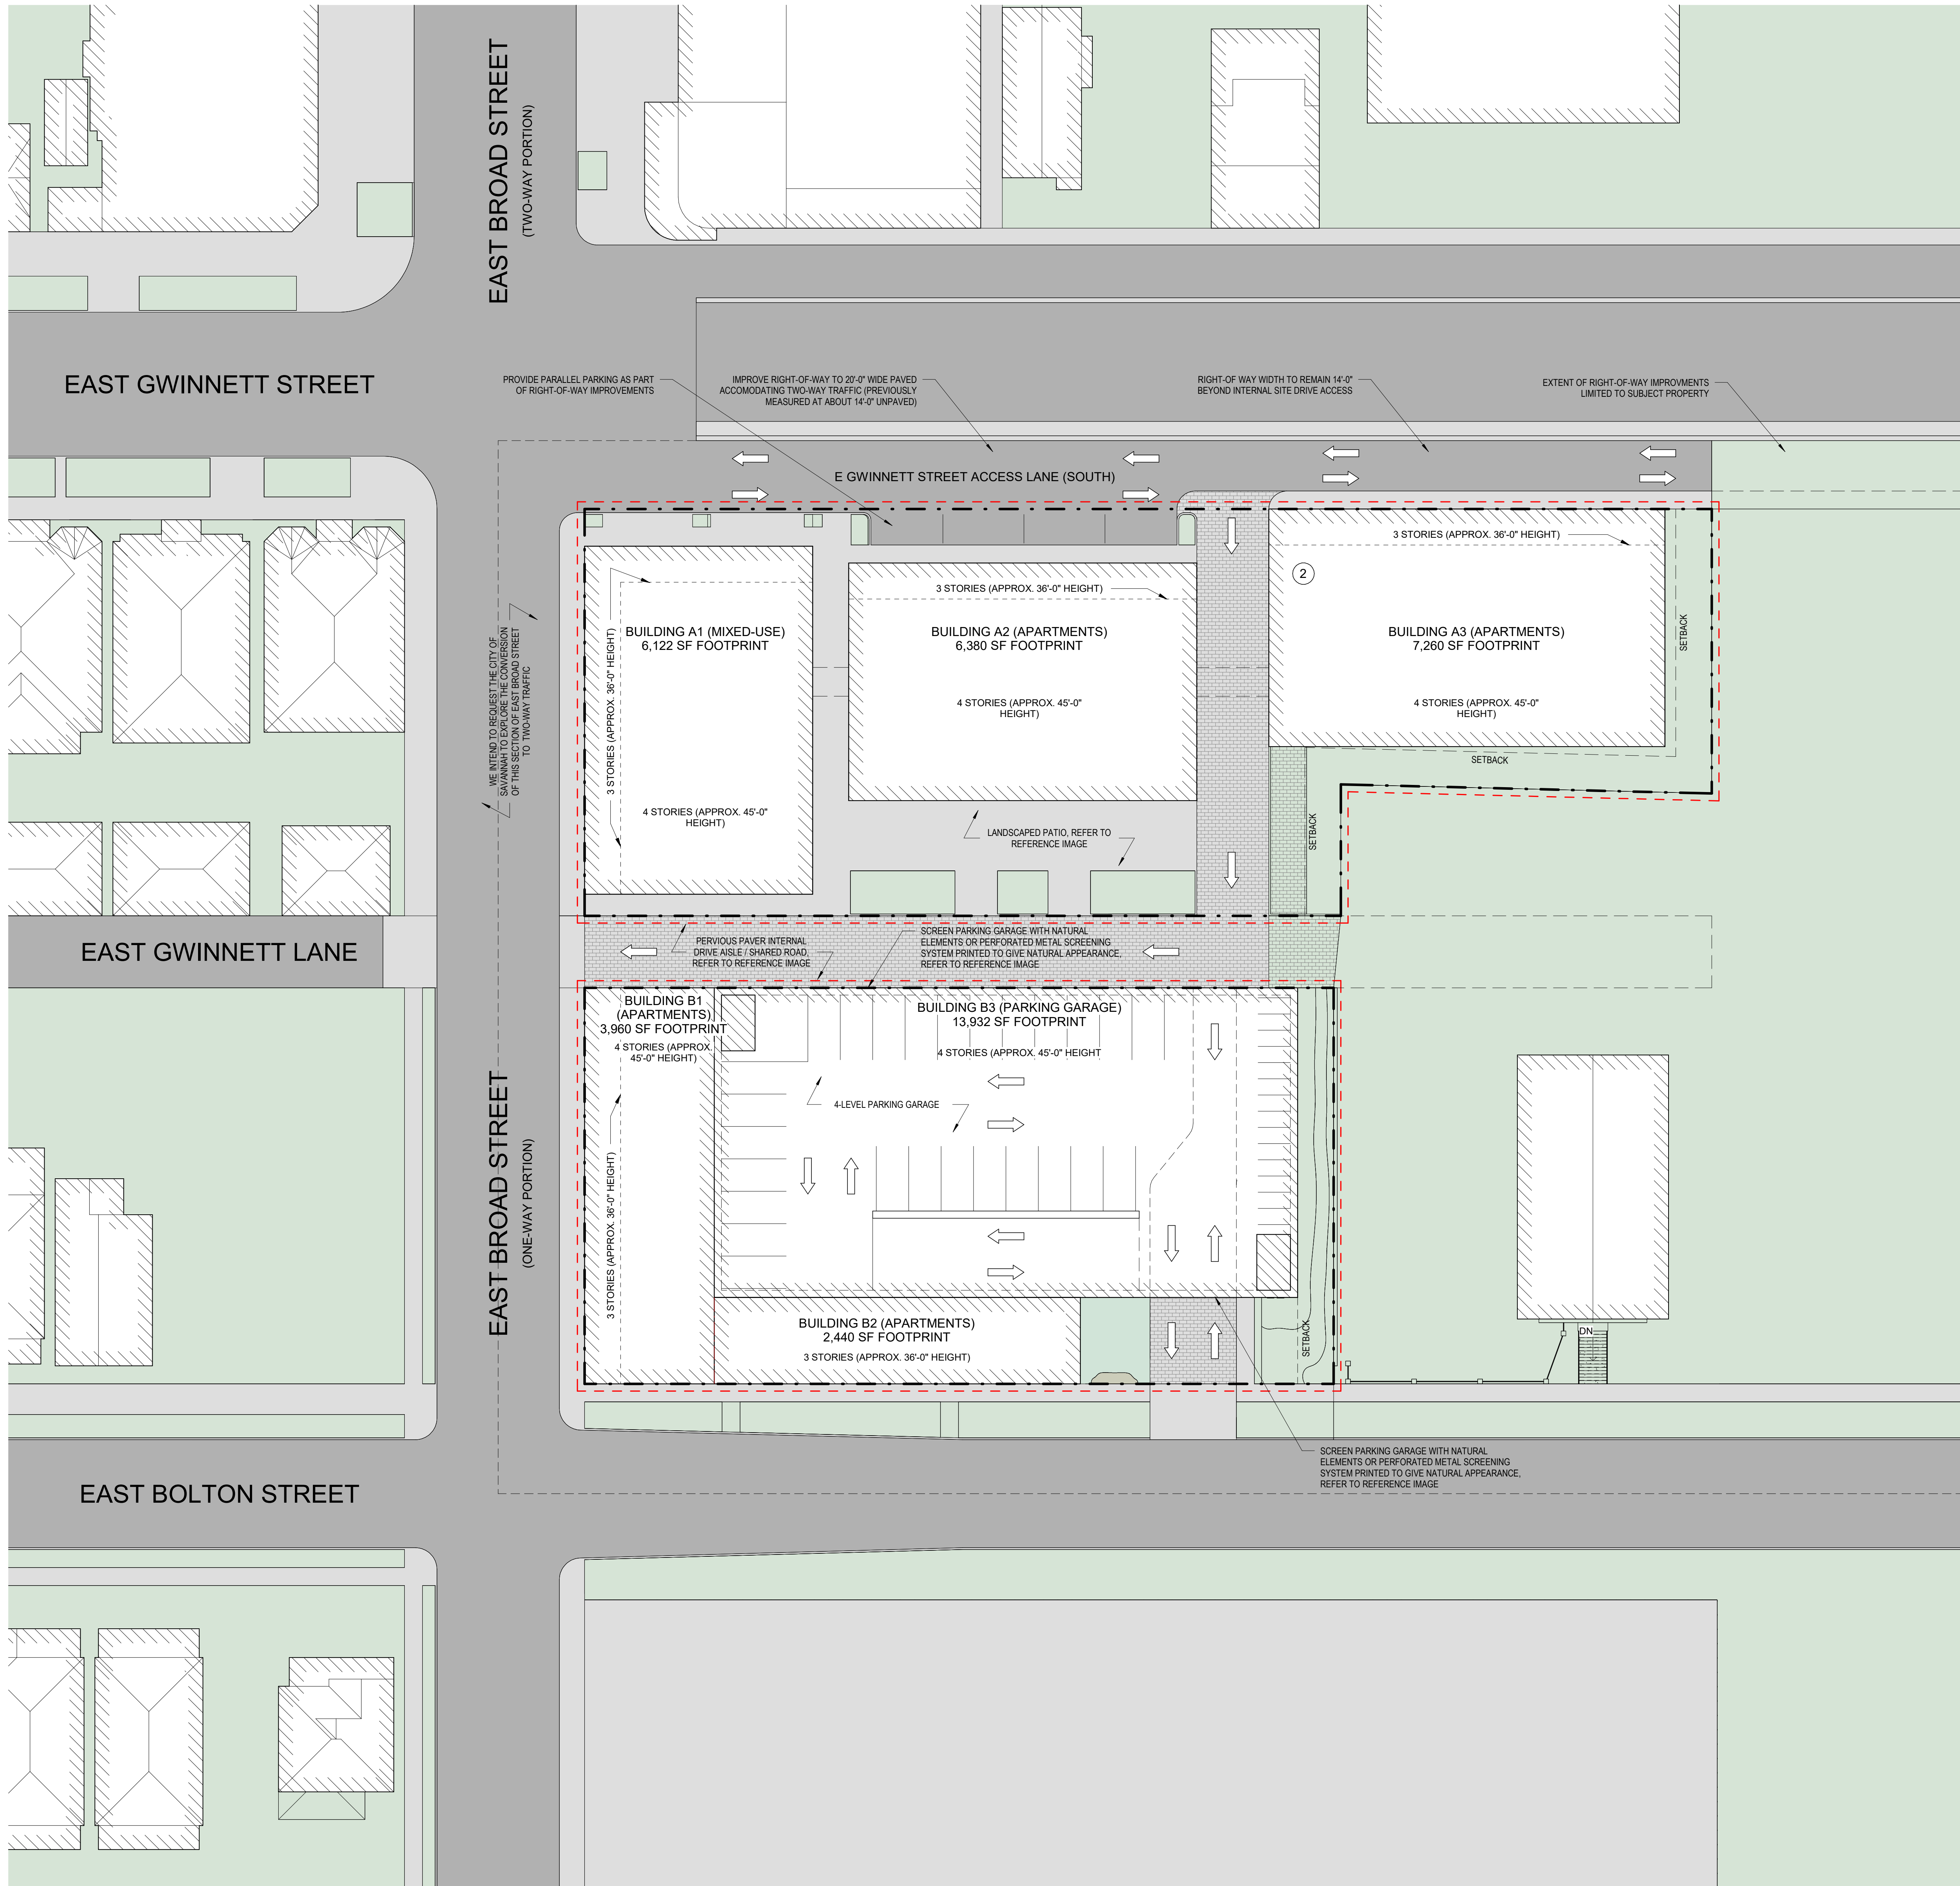 EAST BROAD STREET
(TWO-WAY PORTION)
EAST GWINNETT STREET
PROVIDE PARALLEL PARKING AS PART
OF RIGHT-OF-WAY IMPROVEMENTS
IMPROVE RIGHT-OF-WAY TO 20'-0" WIDE PAVED
ACCOMODATING TWO-WAY TRAFFIC (PREVIOUSLY
MEASURED AT ABOUT 14'-0" UNPAVED)
RIGHT-OF WAY WIDTH TO REMAIN 14'-0"
BEYOND INTERNAL SITE DRIVE ACCESS
EXTENT OF RIGHT-OF-WAY IMPROVMENTS
LIMITED TO SUBJECT PROPERTY
E GWINNETT STREET ACCESS LANE (SOUTH)
WE INTEND TO REQUEST THE CITY OF
SAVANNAH TO EXPLORE THE CONVERSION
OF THIS SECTION OF EAST BROAD STREET
TO TWO-WAY TRAFFIC
3 STORIES (APPROX. 36'-0" HEIGHT)
BUILDING A1 (MIXED-USE)
6,122 SF FOOTPRINT
4 STORIES (APPROX. 45'-0"
HEIGHT)
3 STORIES (APPROX. 36'-0" HEIGHT)
BUILDING A2 (APARTMENTS)
6,380 SF FOOTPRINT
4 STORIES (APPROX. 45'-0"
HEIGHT)
3 STORIES (APPROX. 36'-0" HEIGHT)
2
BUILDING A3 (APARTMENTS)
7,260 SF FOOTPRINT
4 STORIES (APPROX. 45'-0"
HEIGHT)
SETBACK
SETBACK
SETBACK
LANDSCAPED PATIO, REFER TO
REFERENCE IMAGE
EAST GWINNETT LANE
PERVIOUS PAVER INTERNAL
DRIVE AISLE / SHARED ROAD,
REFER TO REFERENCE IMAGE
SCREEN PARKING GARAGE WITH NATURAL
ELEMENTS OR PERFORATED METAL SCREENING
SYSTEM PRINTED TO GIVE NATURAL APPEARANCE,
REFER TO REFERENCE IMAGE
BUILDING B1
(APARTMENTS)
3,960 SF FOOTPRINT
4 STORIES (APPROX.
45'-0" HEIGHT)
3 STORIES (APPROX. 36'-0" HEIGHT)
BUILDING B3 (PARKING GARAGE)
13,932 SF FOOTPRINT
4 STORIES (APPROX. 45'-0" HEIGHT
4-LEVEL PARKING GARAGE
EAST BROAD STREET
(ONE-WAY PORTION)
BUILDING B2 (APARTMENTS)
2,440 SF FOOTPRINT
3 STORIES (APPROX. 36'-0" HEIGHT)
SETBACK
DN
SCREEN PARKING GARAGE WITH NATURAL
ELEMENTS OR PERFORATED METAL SCREENING
SYSTEM PRINTED TO GIVE NATURAL APPEARANCE,
REFER TO REFERENCE IMAGE
EAST BOLTON STREET